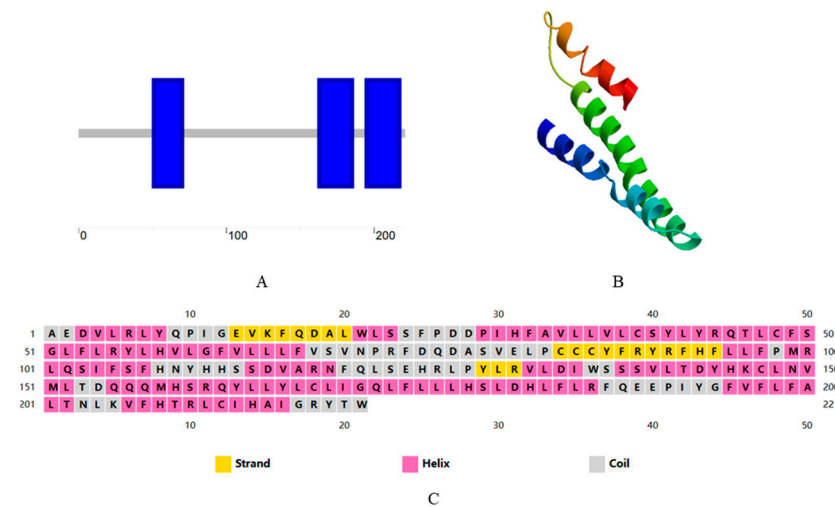 0 100 200
A B
10 20 30 40 50
1 A E D V L R L Y Q P I G E V K F Q D A L W L S S F P D D P I H F A V L L V L C S Y L Y R Q T L C F S 50
51 G L F L R Y L H V L G F V L L L F V S V N P R F D Q D A S V E L P C C C Y F R Y R F H F L L F P M R 100
101 L Q S I F S F H N Y H H S S D V A R N F Q L S E H R L P Y L R V L D I W S S S V L T D Y H K C L N V 150
151 M L T D Q Q Q M H S R Q Y L L Y L C L I G Q L F L L L H S L D H L F L R F Q E E P I Y G F V F L F A 200
201 L T N L K V F H T R L C I H A I G R Y T W 22
10 20 30 40 50
Strand Helix Coil
C